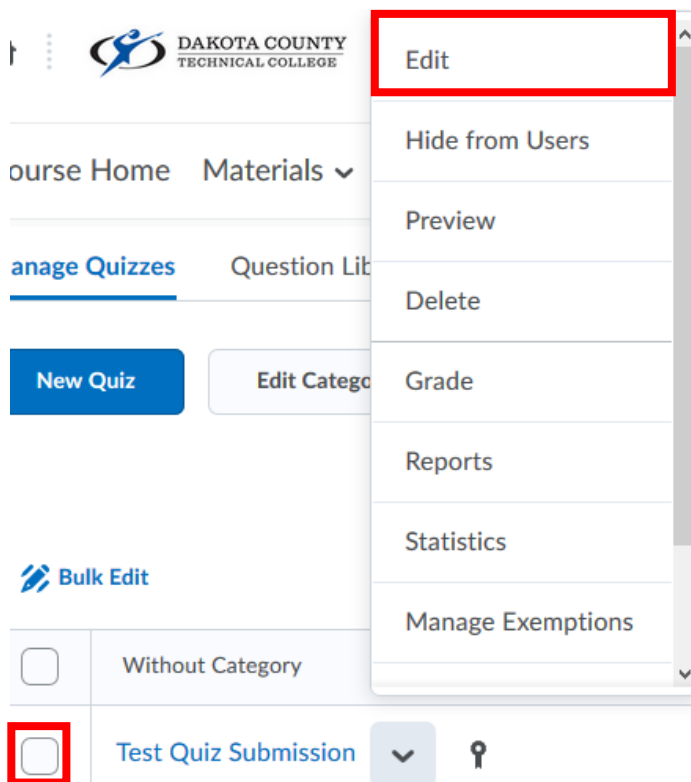 DAKOTA COUNTY
TECHNICAL COLLEGE
Edit
Hide from Users
Preview
Delete
Grade
Reports
Statistics
Manage Exemptions
ourse Home Materials
anage Quizzes Question Lib
New Quiz Edit Catego
Bulk Edit
Without Category
Test Quiz Submission